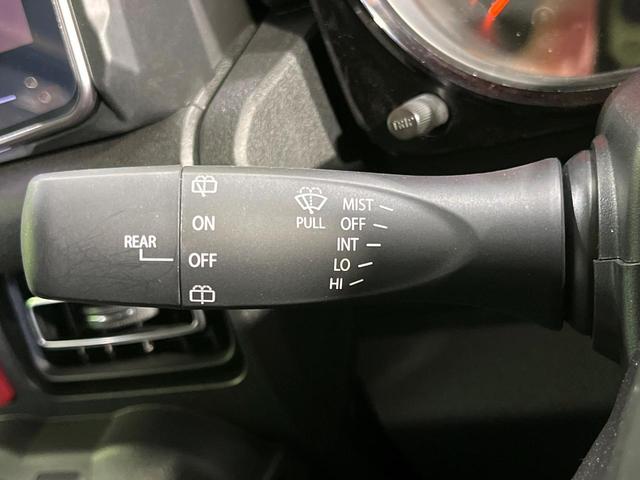 REAR
ON
OFF
PULL
MIST
OFF
INT
LO
HI